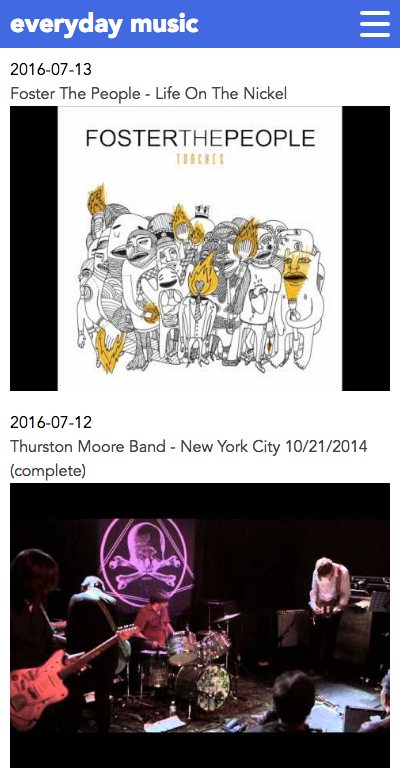 everyday music
2016-07-13
Foster The People - Life On The Nickel
FOSTERTHEPEOPLE
TORCHES
2016-07-12
Thurston Moore Band - New York City 10/21/2014
(complete)